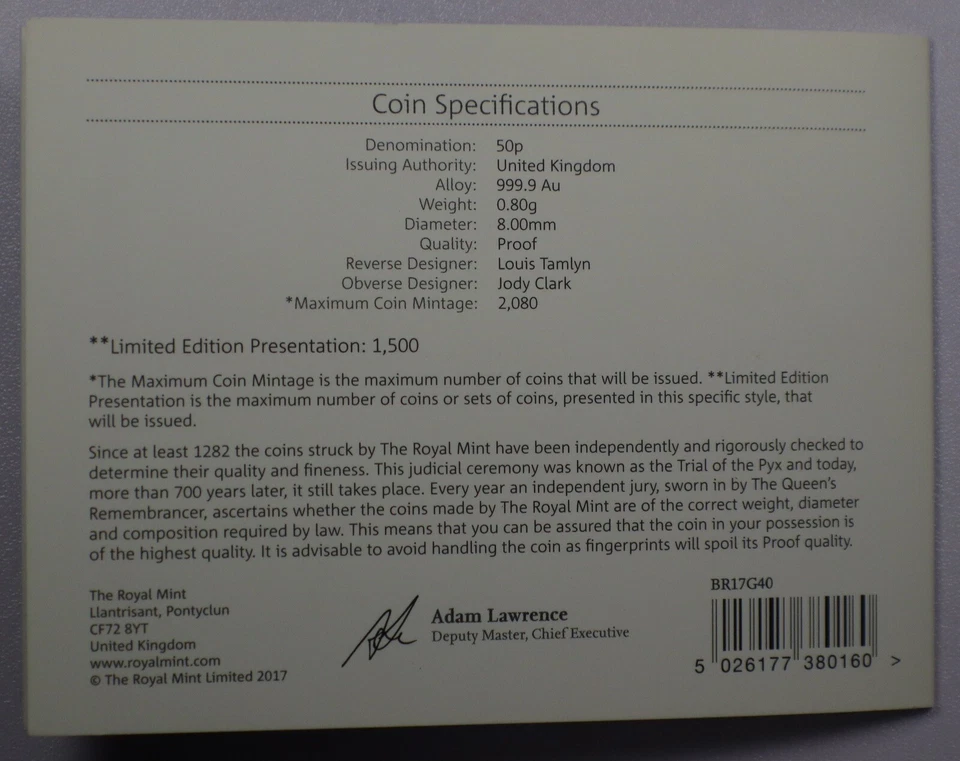 Coin Specifications
Denomination: 50p
Issuing Authority: United Kingdom
Alloy: 999.9 Au
Weight: 0.80g
Diameter: 8.00mm
Quality: Proof
Reverse Designer: Louis Tamlyn
Obverse Designer: Jody Clark
*Maximum Coin Mintage: 2,080
**Limited Edition Presentation: 1,500
*The Maximum Coin Mintage is the maximum number of coins that will be issued. **Limited Edition
Presentation is the maximum number of coins or sets of coins, presented in this specific style, that
will be issued.
Since at least 1282 the coins struck by The Royal Mint have been independently and rigorously checked to
determine their quality and fineness. This judicial ceremony was known as the Trial of the Pyx and today,
more than 700 years later, it still takes place. Every year an independent jury, sworn in by The Queen's
Remembrancer, ascertains whether the coins made by The Royal Mint are of the correct weight, diameter
and composition required by law. This means that you can be assured that the coin in your possession is
of the highest quality. It is advisable to avoid handling the coin as fingerprints will spoil its Proof quality.
The Royal Mint
Llantrisant, Pontyclun
CF72 8YT
United Kingdom
www.royalmint.com
© The Royal Mint Limited 2017
Adam Lawrence
Deputy Master, Chief Executive
BR17G40
5 026177 380160 >